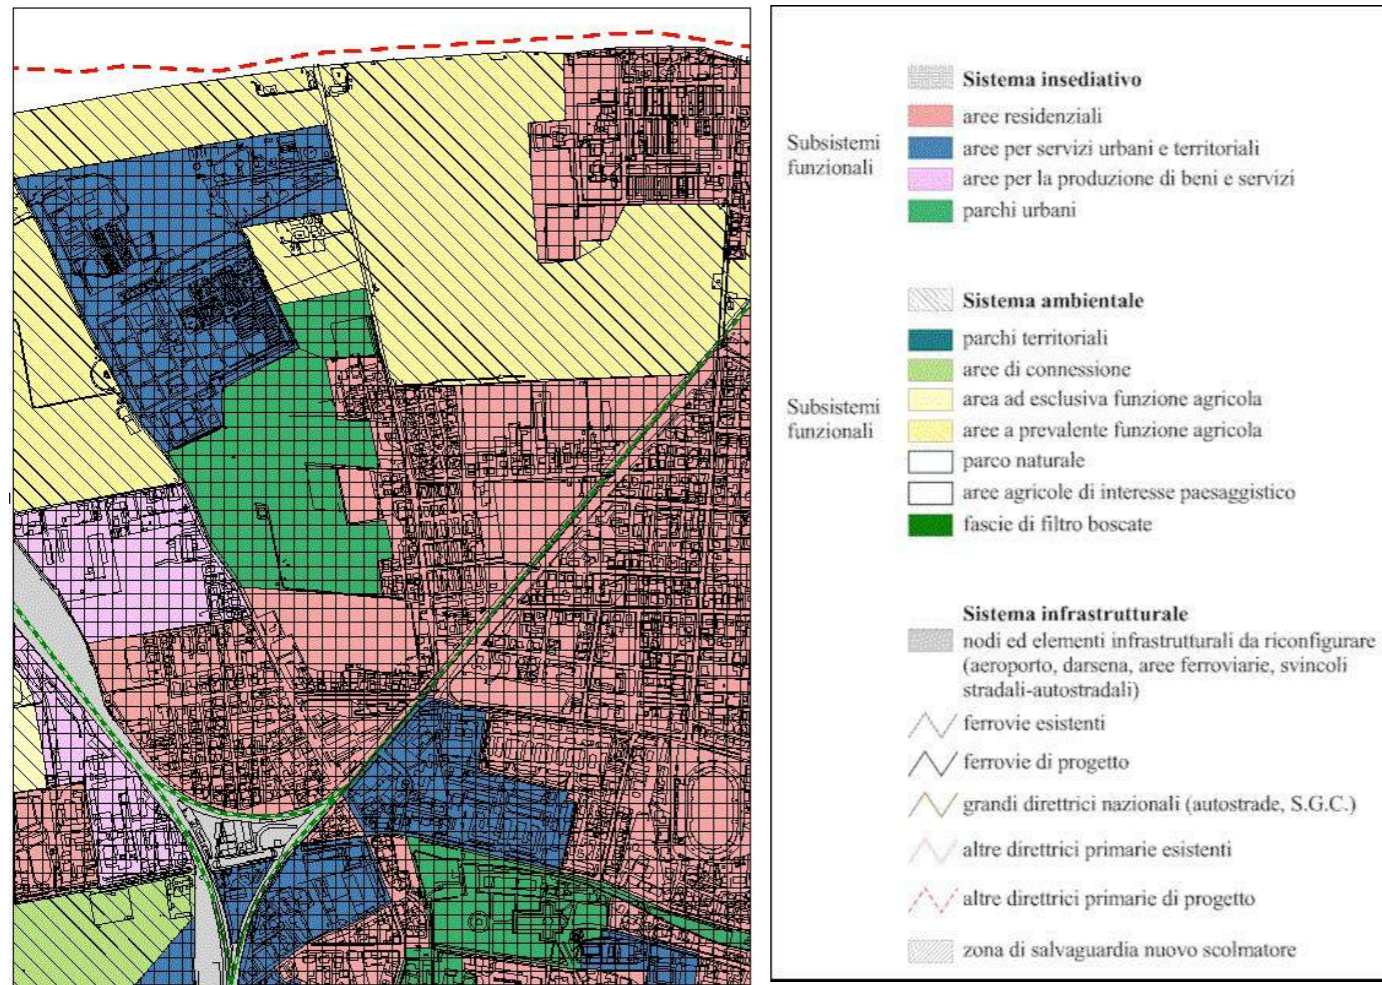 Sistema insediativo
Subsistemi
funzionali
aree residenziali
aree per servizi urbani e territoriali
aree per la produzione di beni e servizi
parchi urbani
Sistema ambientale
Subsistemi
funzionali
parchi territoriali
aree di connessione
area ad esclusiva funzione agricola
aree a prevalente funzione agricola
parco naturale
aree agricole di interesse paesaggistico
fascie di filtro boscate
Sistema infrastrutturale
nodi ed elementi infrastrutturali da riconfigurare
(aeroporto, darsena, aree ferroviarie, svincoli
stradali-autostradali)
ferrovie esistenti
ferrovie di progetto
grandi direttrici nazionali (autostrade, S.G.C.)
altre direttrici primarie esistenti
altre direttrici primarie di progetto
zona di salvaguardia nuovo scolmatore